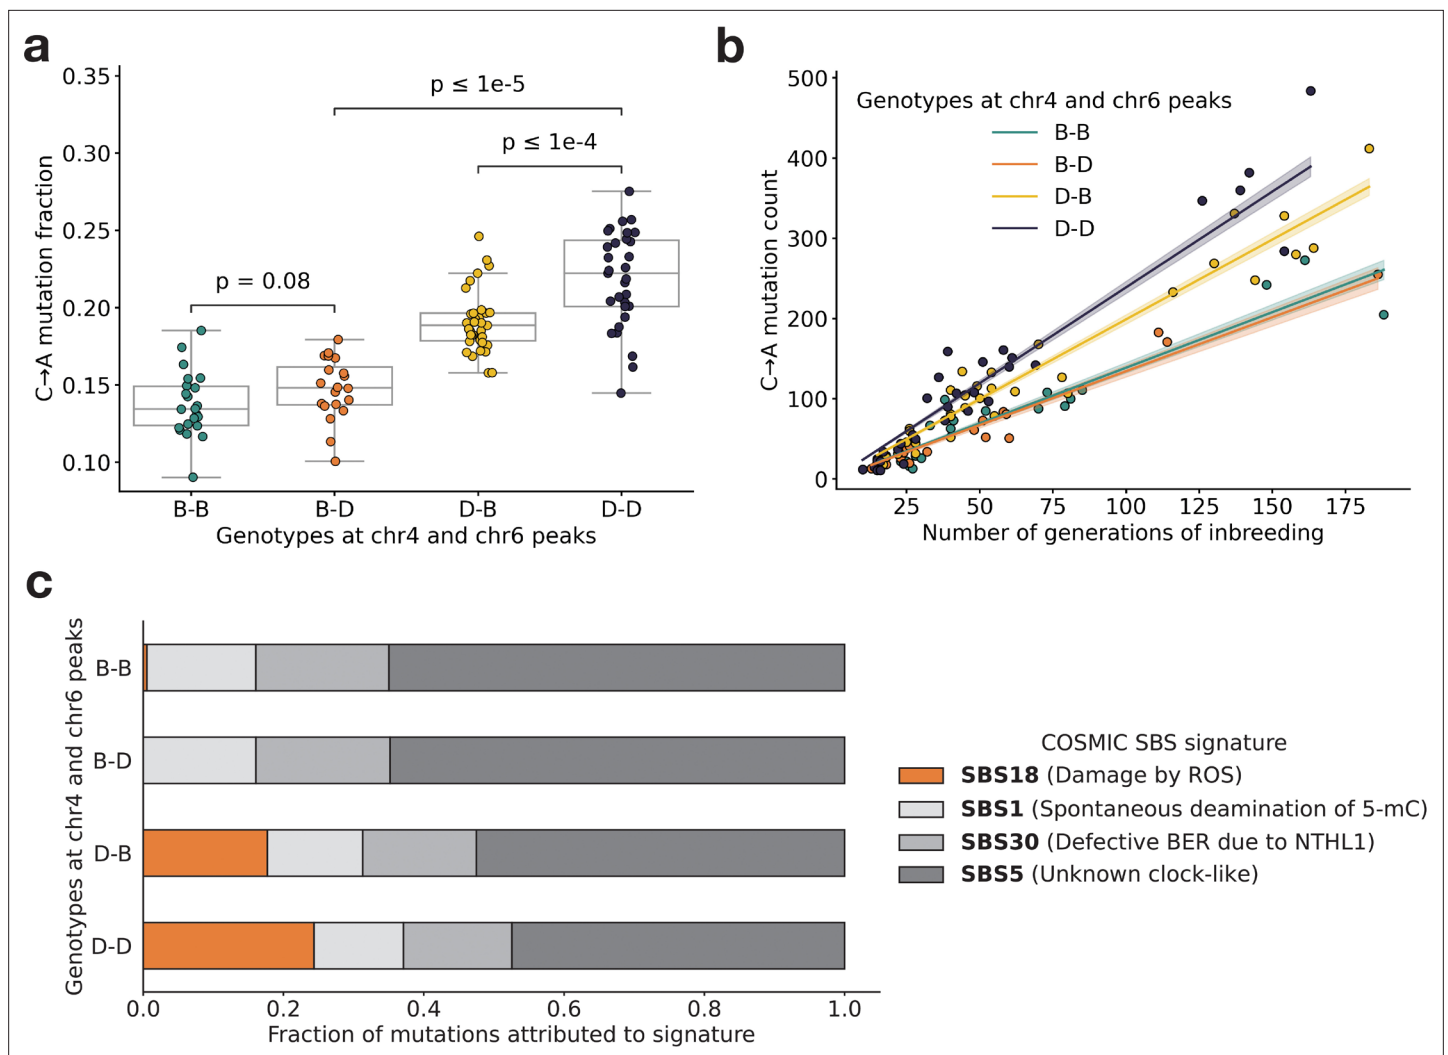 a
0.35
0.30
0.25
0.20
0.15
0.10
C→A mutation fraction
p ≤ 1e-5
p ≤ 1e-4
p = 0.08
B-B B-D D-B D-D
Genotypes at chr4 and chr6 peaks
b
500
400
300
200
100
0
C→A mutation count
Genotypes at chr4 and chr6 peaks
B-B
B-D
D-B
D-D
25 50 75 100 125 150 175
Number of generations of inbreeding
c
Genotypes at chr4 and chr6 peaks
B-B
B-D
D-B
D-D
0.0 0.2 0.4 0.6 0.8 1.0
Fraction of mutations attributed to signature
COSMIC SBS signature
SBS18 (Damage by ROS)
SBS1 (Spontaneous deamination of 5-mC)
SBS30 (Defective BER due to NTHL1)
SBS5 (Unknown clock-like)